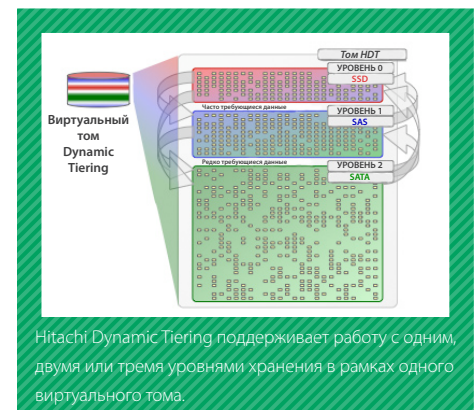 Том HDT
УРОВЕНЬ 0
SSD
Часто требующиеся данные
УРОВЕНЬ 1
SAS
Виртуальный
том
Dynamic
Tiering
Редко требующиеся данные
УРОВЕНЬ 2
SATA
Hitachi Dynamic Tiering поддерживает работу с одним,
двумя или тремя уровнями хранения в рамках одного
виртуального тома.